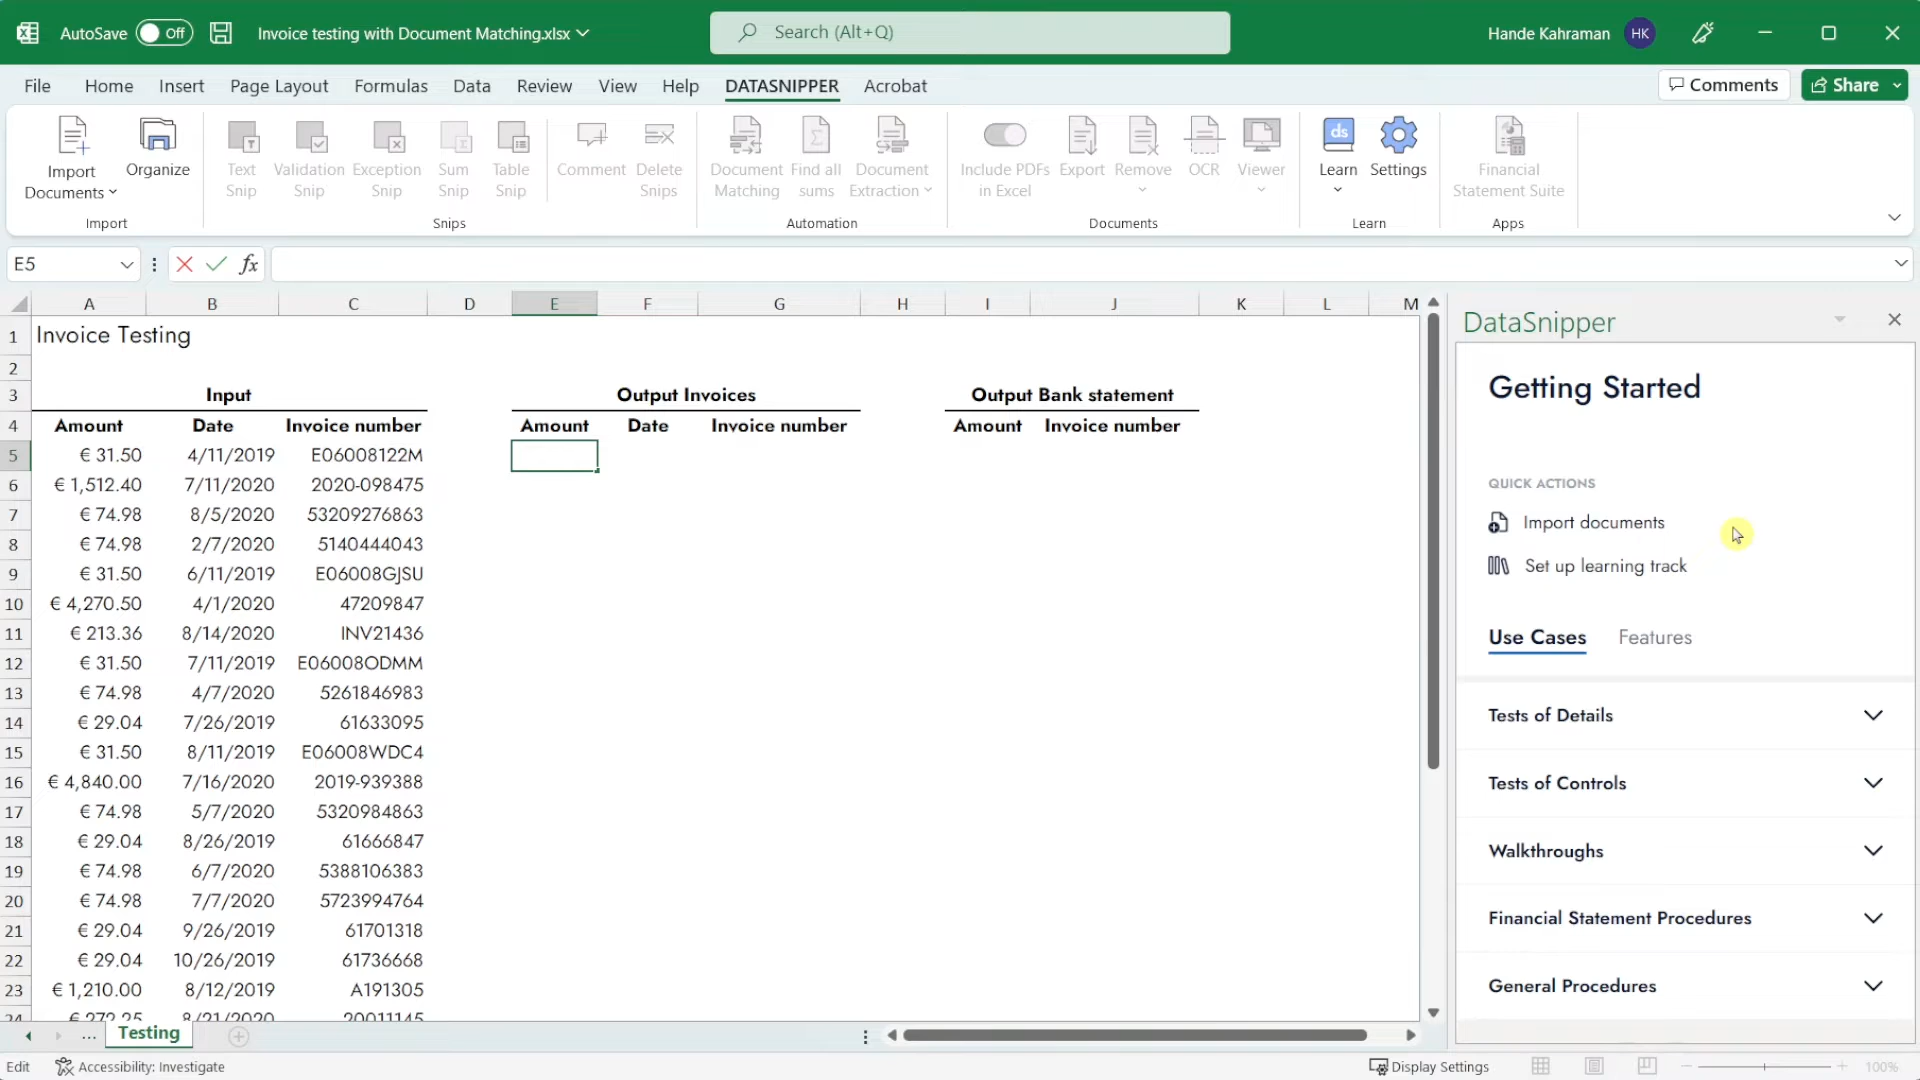 AutoSave Off Invoice testing with Document Matching.xlsx Search (Alt+Q) Hande Kahraman HK
File Home Insert Page Layout Formulas Data Review View Help DATASNIPPER Acrobat Comments Share
Import Documents Organize Text Snip Validation Snip Exception Snip Sum Snip Table Snip Comment Delete Snips Document Matching Find all sums Document Extraction Include PDFs in Excel Export Remove OCR Viewer Learn Settings Financial Statement Suite
Import Snips Automation Documents Learn Apps
E5 fx
A B C D E F G H I J K L M
1 Invoice Testing
2
3 Input Output Invoices Output Bank statement
4 Amount Date Invoice number Amount Date Invoice number Amount Invoice number
5 € 31.50 4/11/2019 E06008122M
6 € 1,512.40 7/11/2020 2020-098475
7 € 74.98 8/5/2020 53209276863
8 € 74.98 2/7/2020 5140444043
9 € 31.50 6/11/2019 E06008GJSU
10 € 4,270.50 4/1/2020 47209847
11 € 213.36 8/14/2020 INV21436
12 € 31.50 7/11/2019 E06008ODMM
13 € 74.98 4/7/2020 5261846983
14 € 29.04 7/26/2019 61633095
15 € 31.50 8/11/2019 E06008WDC4
16 € 4,840.00 7/16/2020 2019-939388
17 € 74.98 5/7/2020 5320984863
18 € 29.04 8/26/2019 61666847
19 € 74.98 6/7/2020 5388106383
20 € 74.98 7/7/2020 5723994764
21 € 29.04 9/26/2019 61701318
22 € 29.04 10/26/2019 61736668
23 € 1,210.00 8/12/2019 A191305
24 € 272.25 8/21/2020 20011145
DataSnipper
Getting Started
QUICK ACTIONS
Import documents
Set up learning track
Use Cases Features
Tests of Details
Tests of Controls
Walkthroughs
Financial Statement Procedures
General Procedures
... Testing
Edit Accessibility: Investigate Display Settings 100%